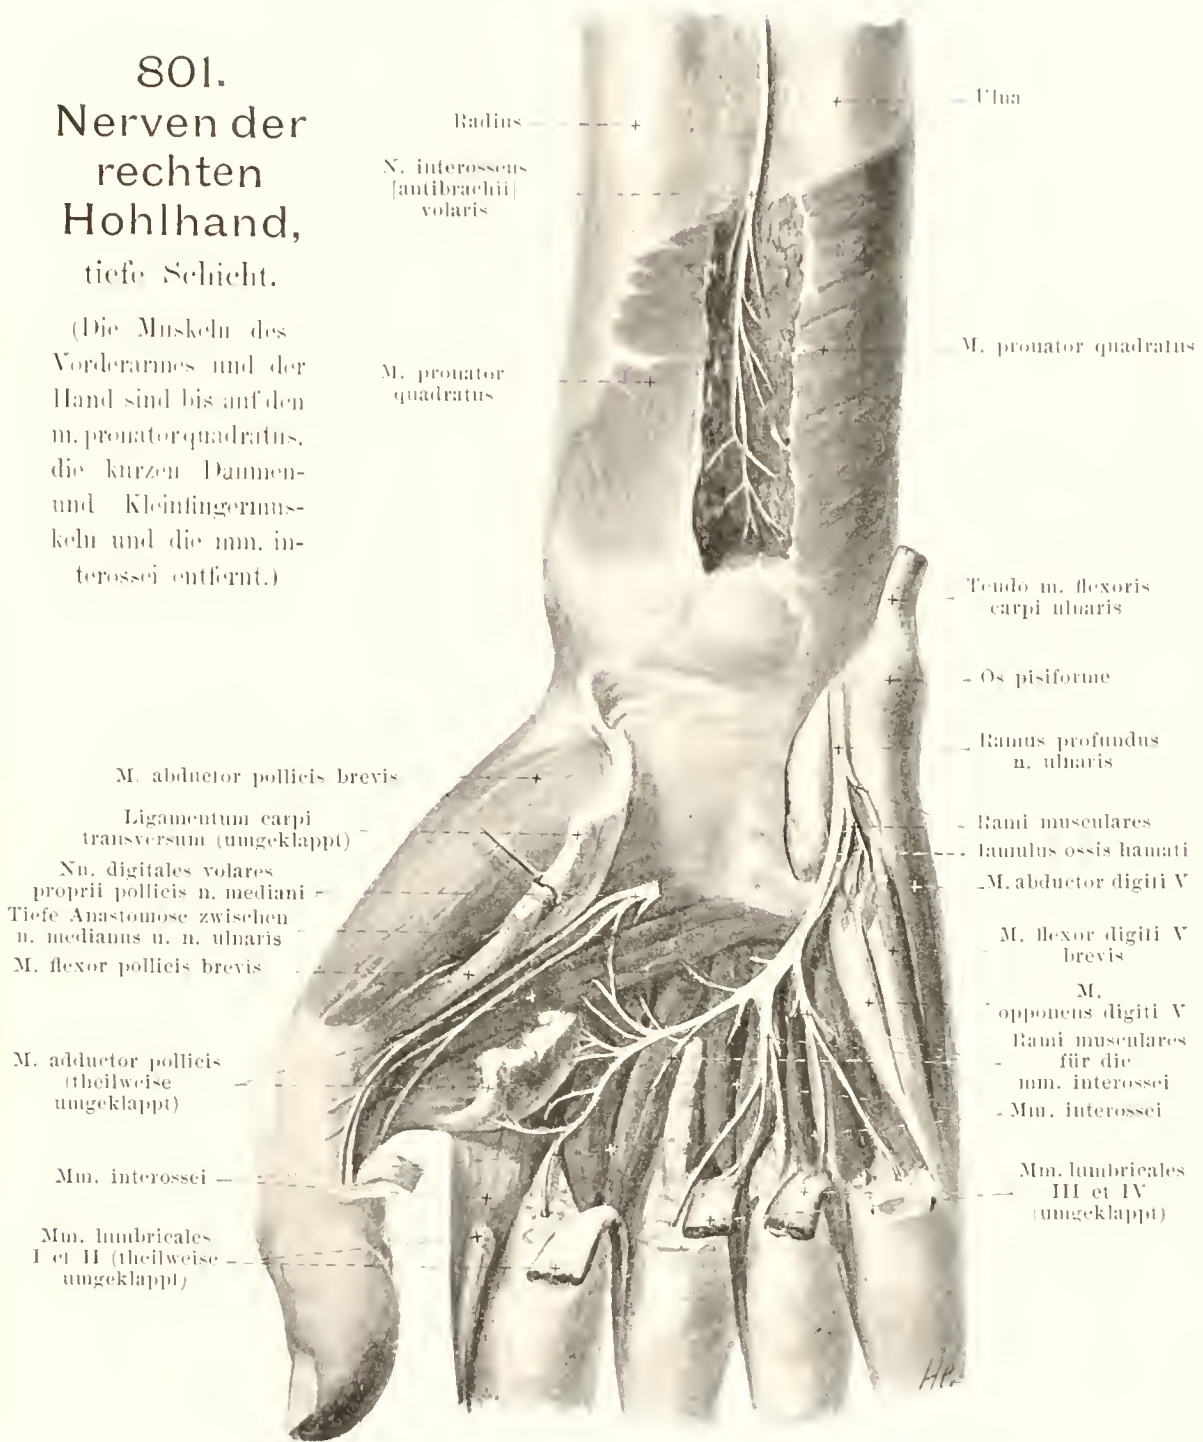 801.
Nerven der
rechten
Hohlhand,
tiefe Schicht.
(Die Muskeln des
Vorderarmes und der
Hand sind bis auf den
m. pronator quadratus,
die kurzen Daumen-
und Kleinfingermus-
keln und die mm. in-
terossei entfernt.)
Radius
N. interosseus
[antibrachii]
volaris
M. pronator
quadratus
M. abductor pollicis brevis
Ligamentum carpi
transversum (umgeklappt)
Nn. digitales volares
proprii pollicis n. mediani
Tiefe Anastomose zwischen
n. medianus u. n. ulnaris
M. flexor pollicis brevis
M. adductor pollicis
(theilweise
umgeklappt)
Mm. interossei
Mm. lumbricales
I et II (theilweise
umgeklappt)
Ulna
M. pronator quadratus
Tendo m. flexoris
carpi ulnaris
Os pisiforme
Ramus profundus
n. ulnaris
Rami musculares
Hamulus ossis hamati
M. abductor digiti V
M. flexor digiti V
brevis
M.
opponens digiti V
Rami musculares
für die
mm. interossei
Mm. interossei
Mm. lumbricales
III et IV
(umgeklappt)